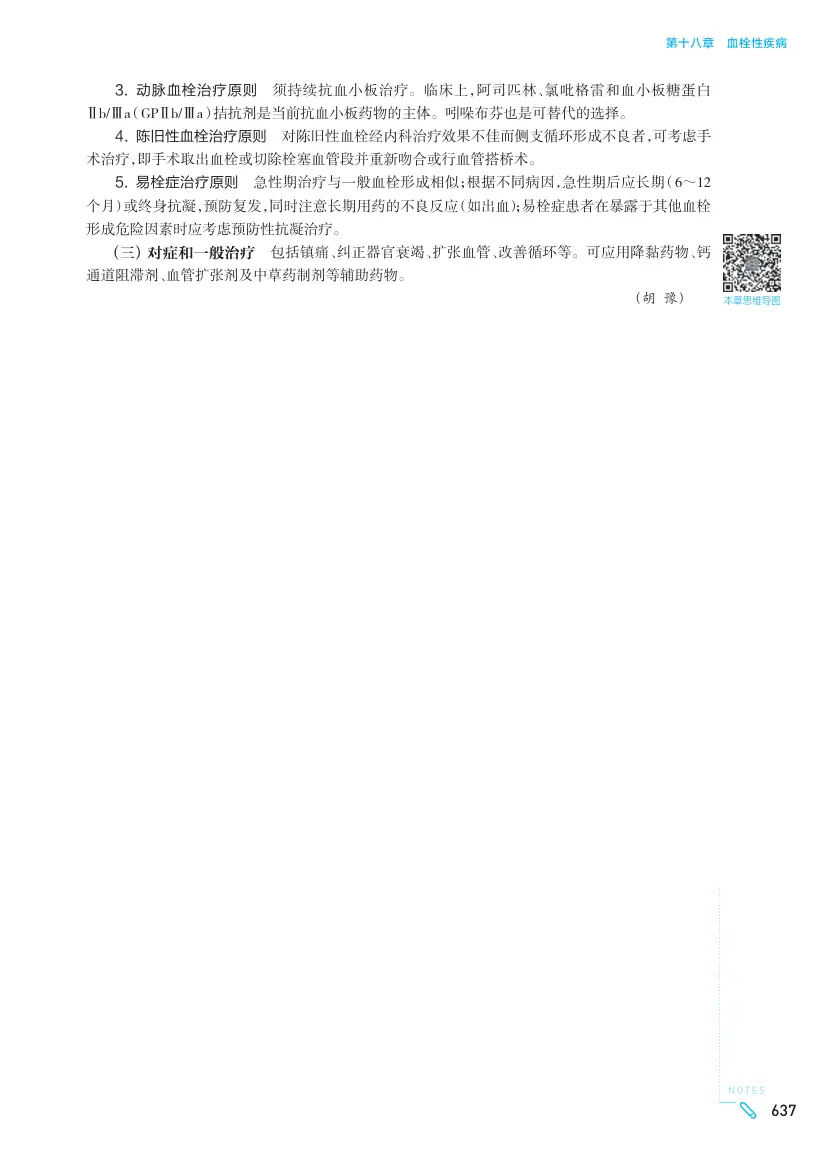 第十八章 血栓性疾病
3. 动脉血栓治疗原则 须持续抗血小板治疗。临床上,阿司匹林、氯吡格雷和血小板糖蛋白
Ⅱb/Ⅲa(GPⅡb/Ⅲa)拮抗剂是当前抗血小板药物的主体。吲哚布芬也是可替代的选择。
4. 陈旧性血栓治疗原则 对陈旧性血栓经内科治疗效果不佳而侧支循环形成不良者,可考虑手
术治疗,即手术取出血栓或切除栓塞血管段并重新吻合或行血管搭桥术。
5. 易栓症治疗原则 急性期治疗与一般血栓形成相似;根据不同病因,急性期后应长期(6～12
个月)或终身抗凝,预防复发,同时注意长期用药的不良反应(如出血);易栓症患者在暴露于其他血栓
形成危险因素时应考虑预防性抗凝治疗。
(三) 对症和一般治疗 包括镇痛、纠正器官衰竭、扩张血管、改善循环等。可应用降黏药物、钙
通道阻滞剂、血管扩张剂及中草药制剂等辅助药物。
(胡 豫)
本章思维导图
NOTES
637